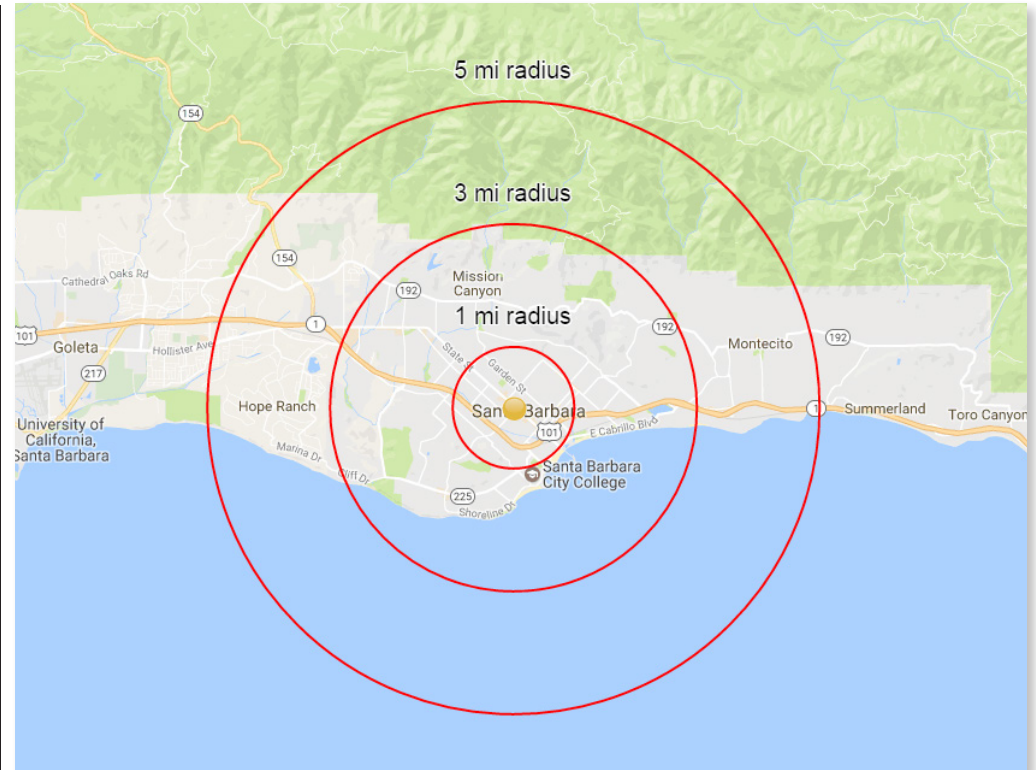 5 mi radius
154
3 mi radius
154
Cathedral Oaks Rd
Mission
Canyon
192
1 mi radius
1
192
192
101
Goleta
Hollister Ave
State St
Montecito
217
Garden St
Hope Ranch
Santa Barbara
1
Summerland
Toro Canyon
University of
California,
Santa Barbara
101
E Cabrillo Blvd
Marina Dr
Cliff Dr
Santa Barbara
City College
225
Shoreline Dr